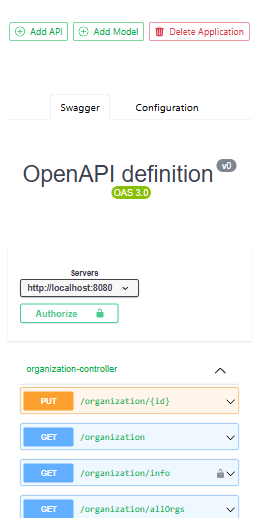 Add API Add Model Delete Application
Swagger Configuration
OpenAPI definition v0
OAS 3.0
Servers
http://localhost:8080
Authorize
organization-controller
PUT /organization/{id}
GET /organization
GET /organization/info
GET /organization/allOrgs